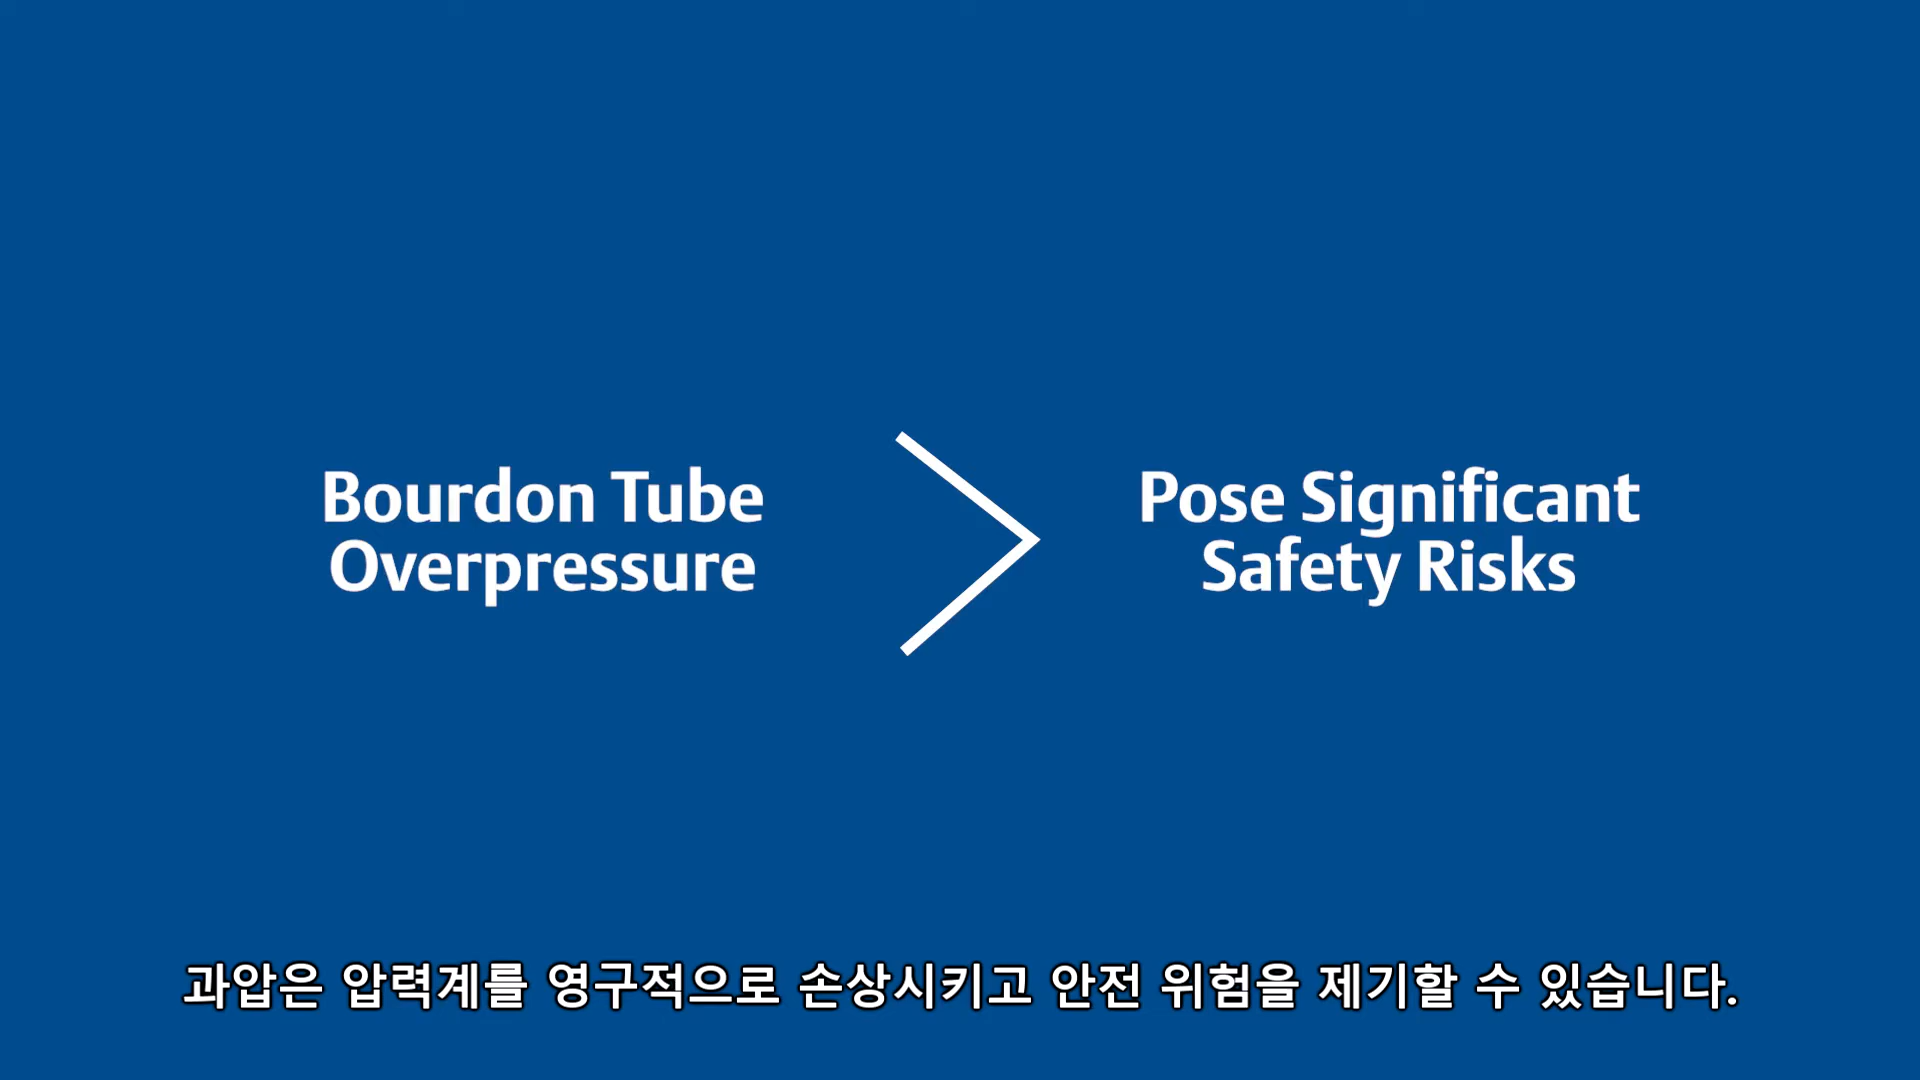 Bourdon Tube
Overpressure
Pose Significant
Safety Risks
과압은 압력계를 영구적으로 손상시키고 안전 위험을 제기할 수 있습니다.